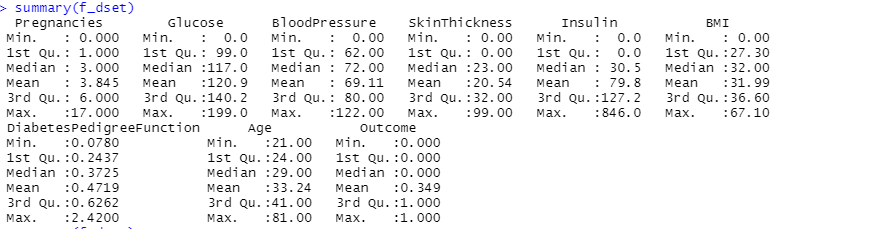 > summary(f_dset)
  Pregnancies        Glucose      BloodPressure    SkinThickness      Insulin           BMI
 Min.   : 0.000   Min.   :  0.0   Min.   :  0.00   Min.   : 0.00   Min.   :  0.0   Min.   : 0.00
 1st Qu.: 1.000   1st Qu.: 99.0   1st Qu.: 62.00   1st Qu.: 0.00   1st Qu.:  0.0   1st Qu.:27.30
 Median : 3.000   Median :117.0   Median : 72.00   Median :23.00   Median : 30.5   Median :32.00
 Mean   : 3.845   Mean   :120.9   Mean   : 69.11   Mean   :20.54   Mean   : 79.8   Mean   :31.99
 3rd Qu.: 6.000   3rd Qu.:140.2   3rd Qu.: 80.00   3rd Qu.:32.00   3rd Qu.:127.2   3rd Qu.:36.60
 Max.   :17.000   Max.   :199.0   Max.   :122.00   Max.   :99.00   Max.   :846.0   Max.   :67.10
 DiabetesPedigreeFunction      Age           Outcome
 Min.   :0.0780           Min.   :21.00   Min.   :0.000
 1st Qu.:0.2437           1st Qu.:24.00   1st Qu.:0.000
 Median :0.3725           Median :29.00   Median :0.000
 Mean   :0.4719           Mean   :33.24   Mean   :0.349
 3rd Qu.:0.6262           3rd Qu.:41.00   3rd Qu.:1.000
 Max.   :2.4200           Max.   :81.00   Max.   :1.000